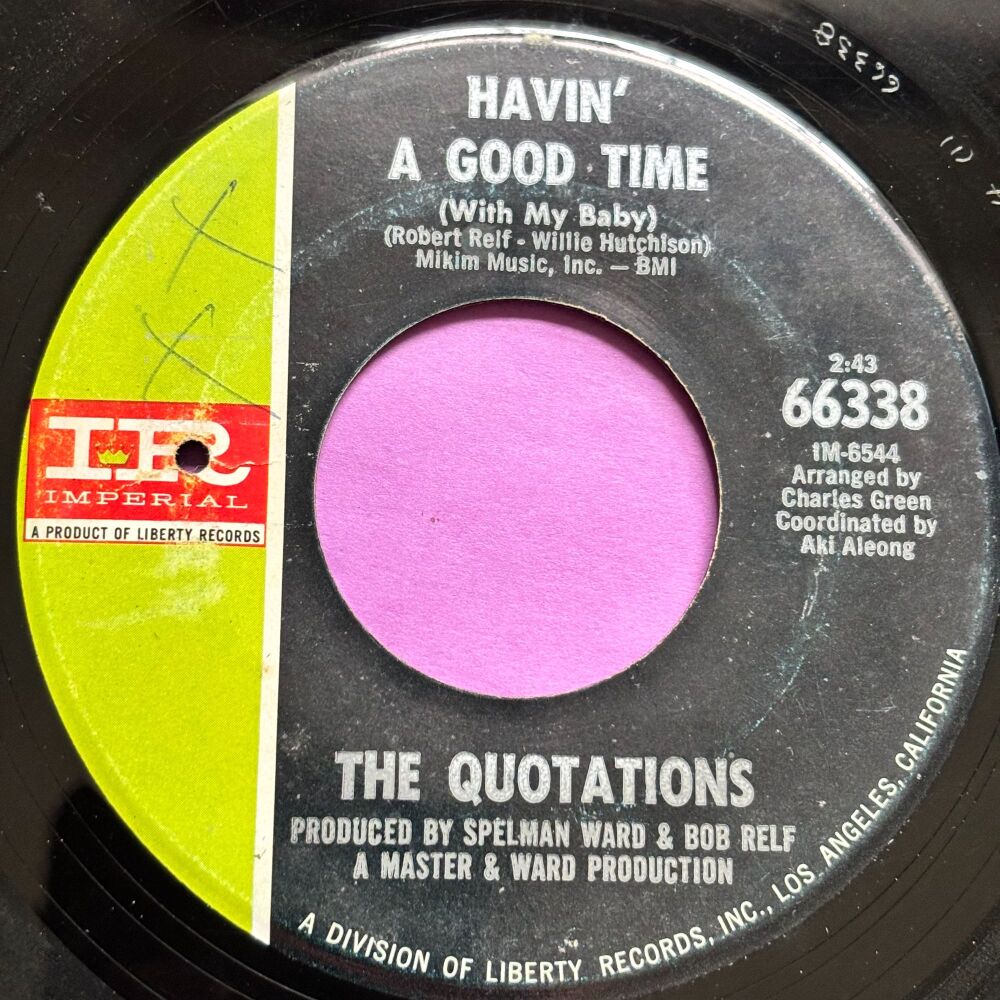 HAVIN'
A GOOD TIME
(With My Baby)
(Robert Relf - Willie Hutchison)
Mikim Music, Inc. — BMI
2:43
66338
IM-6544
Arranged by
Charles Green
Coordinated by
Aki Aleong
IR
IMPERIAL
A PRODUCT OF LIBERTY RECORDS
THE QUOTATIONS
PRODUCED BY SPELMAN WARD & BOB RELF
A MASTER & WARD PRODUCTION
A DIVISION OF LIBERTY RECORDS, INC., LOS ANGELES, CALIFORNIA
66338
(1)